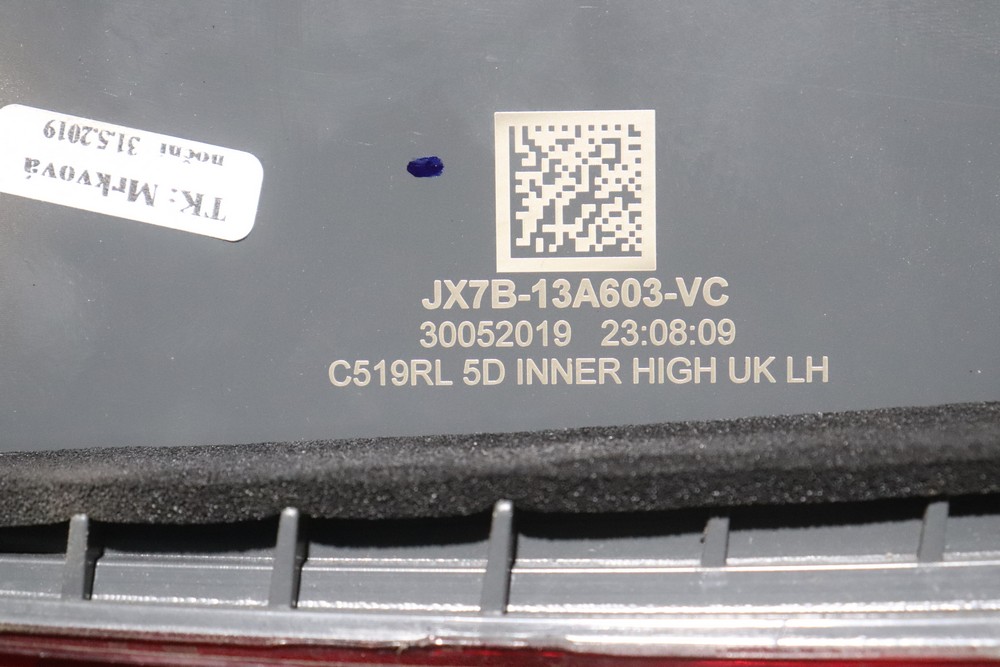 TK: Mrkvová
noční 31.5.2019
JX7B-13A603-VC
30052019 23:08:09
C519RL 5D INNER HIGH UK LH